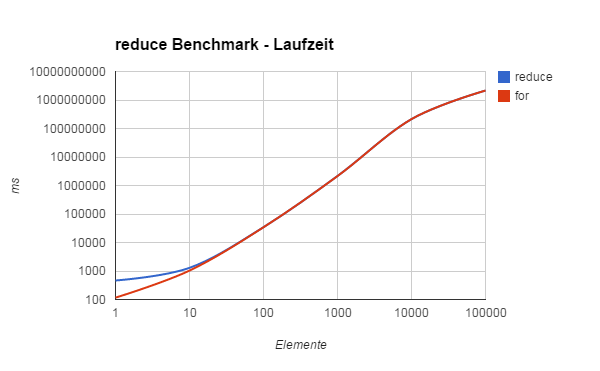 reduce Benchmark - Laufzeit
10000000000
1000000000
100000000
10000000
1000000
100000
10000
1000
100
ms
1 10 100 1000 10000 100000
Elemente
reduce
for